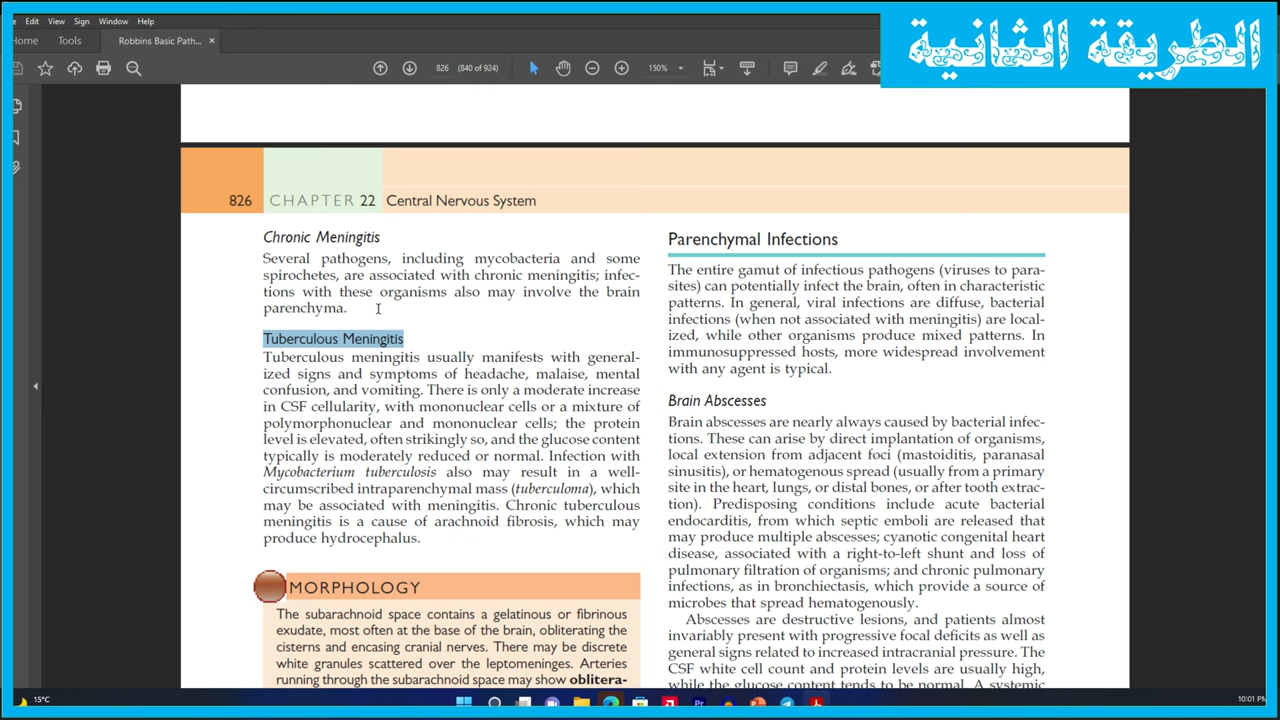 Edit View Sign Window Help
الطريقة الثانية
Home Tools Robbins Basic Path... ×
826 (840 of 924) 150%
826 CHAPTER 22 Central Nervous System
Chronic Meningitis
Several pathogens, including mycobacteria and some
spirochetes, are associated with chronic meningitis; infec-
tions with these organisms also may involve the brain
parenchyma.
Tuberculous Meningitis
Tuberculous meningitis usually manifests with general-
ized signs and symptoms of headache, malaise, mental
confusion, and vomiting. There is only a moderate increase
in CSF cellularity, with mononuclear cells or a mixture of
polymorphonuclear and mononuclear cells; the protein
level is elevated, often strikingly so, and the glucose content
typically is moderately reduced or normal. Infection with
Mycobacterium tuberculosis also may result in a well-
circumscribed intraparenchymal mass (tuberculoma), which
may be associated with meningitis. Chronic tuberculous
meningitis is a cause of arachnoid fibrosis, which may
produce hydrocephalus.
MORPHOLOGY
The subarachnoid space contains a gelatinous or fibrinous
exudate, most often at the base of the brain, obliterating the
cisterns and encasing cranial nerves. There may be discrete
white granules scattered over the leptomeninges. Arteries
running through the subarachnoid space may show oblitera-
Parenchymal Infections
The entire gamut of infectious pathogens (viruses to para-
sites) can potentially infect the brain, often in characteristic
patterns. In general, viral infections are diffuse, bacterial
infections (when not associated with meningitis) are local-
ized, while other organisms produce mixed patterns. In
immunosuppressed hosts, more widespread involvement
with any agent is typical.
Brain Abscesses
Brain abscesses are nearly always caused by bacterial infec-
tions. These can arise by direct implantation of organisms,
local extension from adjacent foci (mastoiditis, paranasal
sinusitis), or hematogenous spread (usually from a primary
site in the heart, lungs, or distal bones, or after tooth extrac-
tion). Predisposing conditions include acute bacterial
endocarditis, from which septic emboli are released that
may produce multiple abscesses; cyanotic congenital heart
disease, associated with a right-to-left shunt and loss of
pulmonary filtration of organisms; and chronic pulmonary
infections, as in bronchiectasis, which provide a source of
microbes that spread hematogenously.
Abscesses are destructive lesions, and patients almost
invariably present with progressive focal deficits as well as
general signs related to increased intracranial pressure. The
CSF white cell count and protein levels are usually high,
while the glucose content tends to be normal. A systemic
15°C
10:01 PM